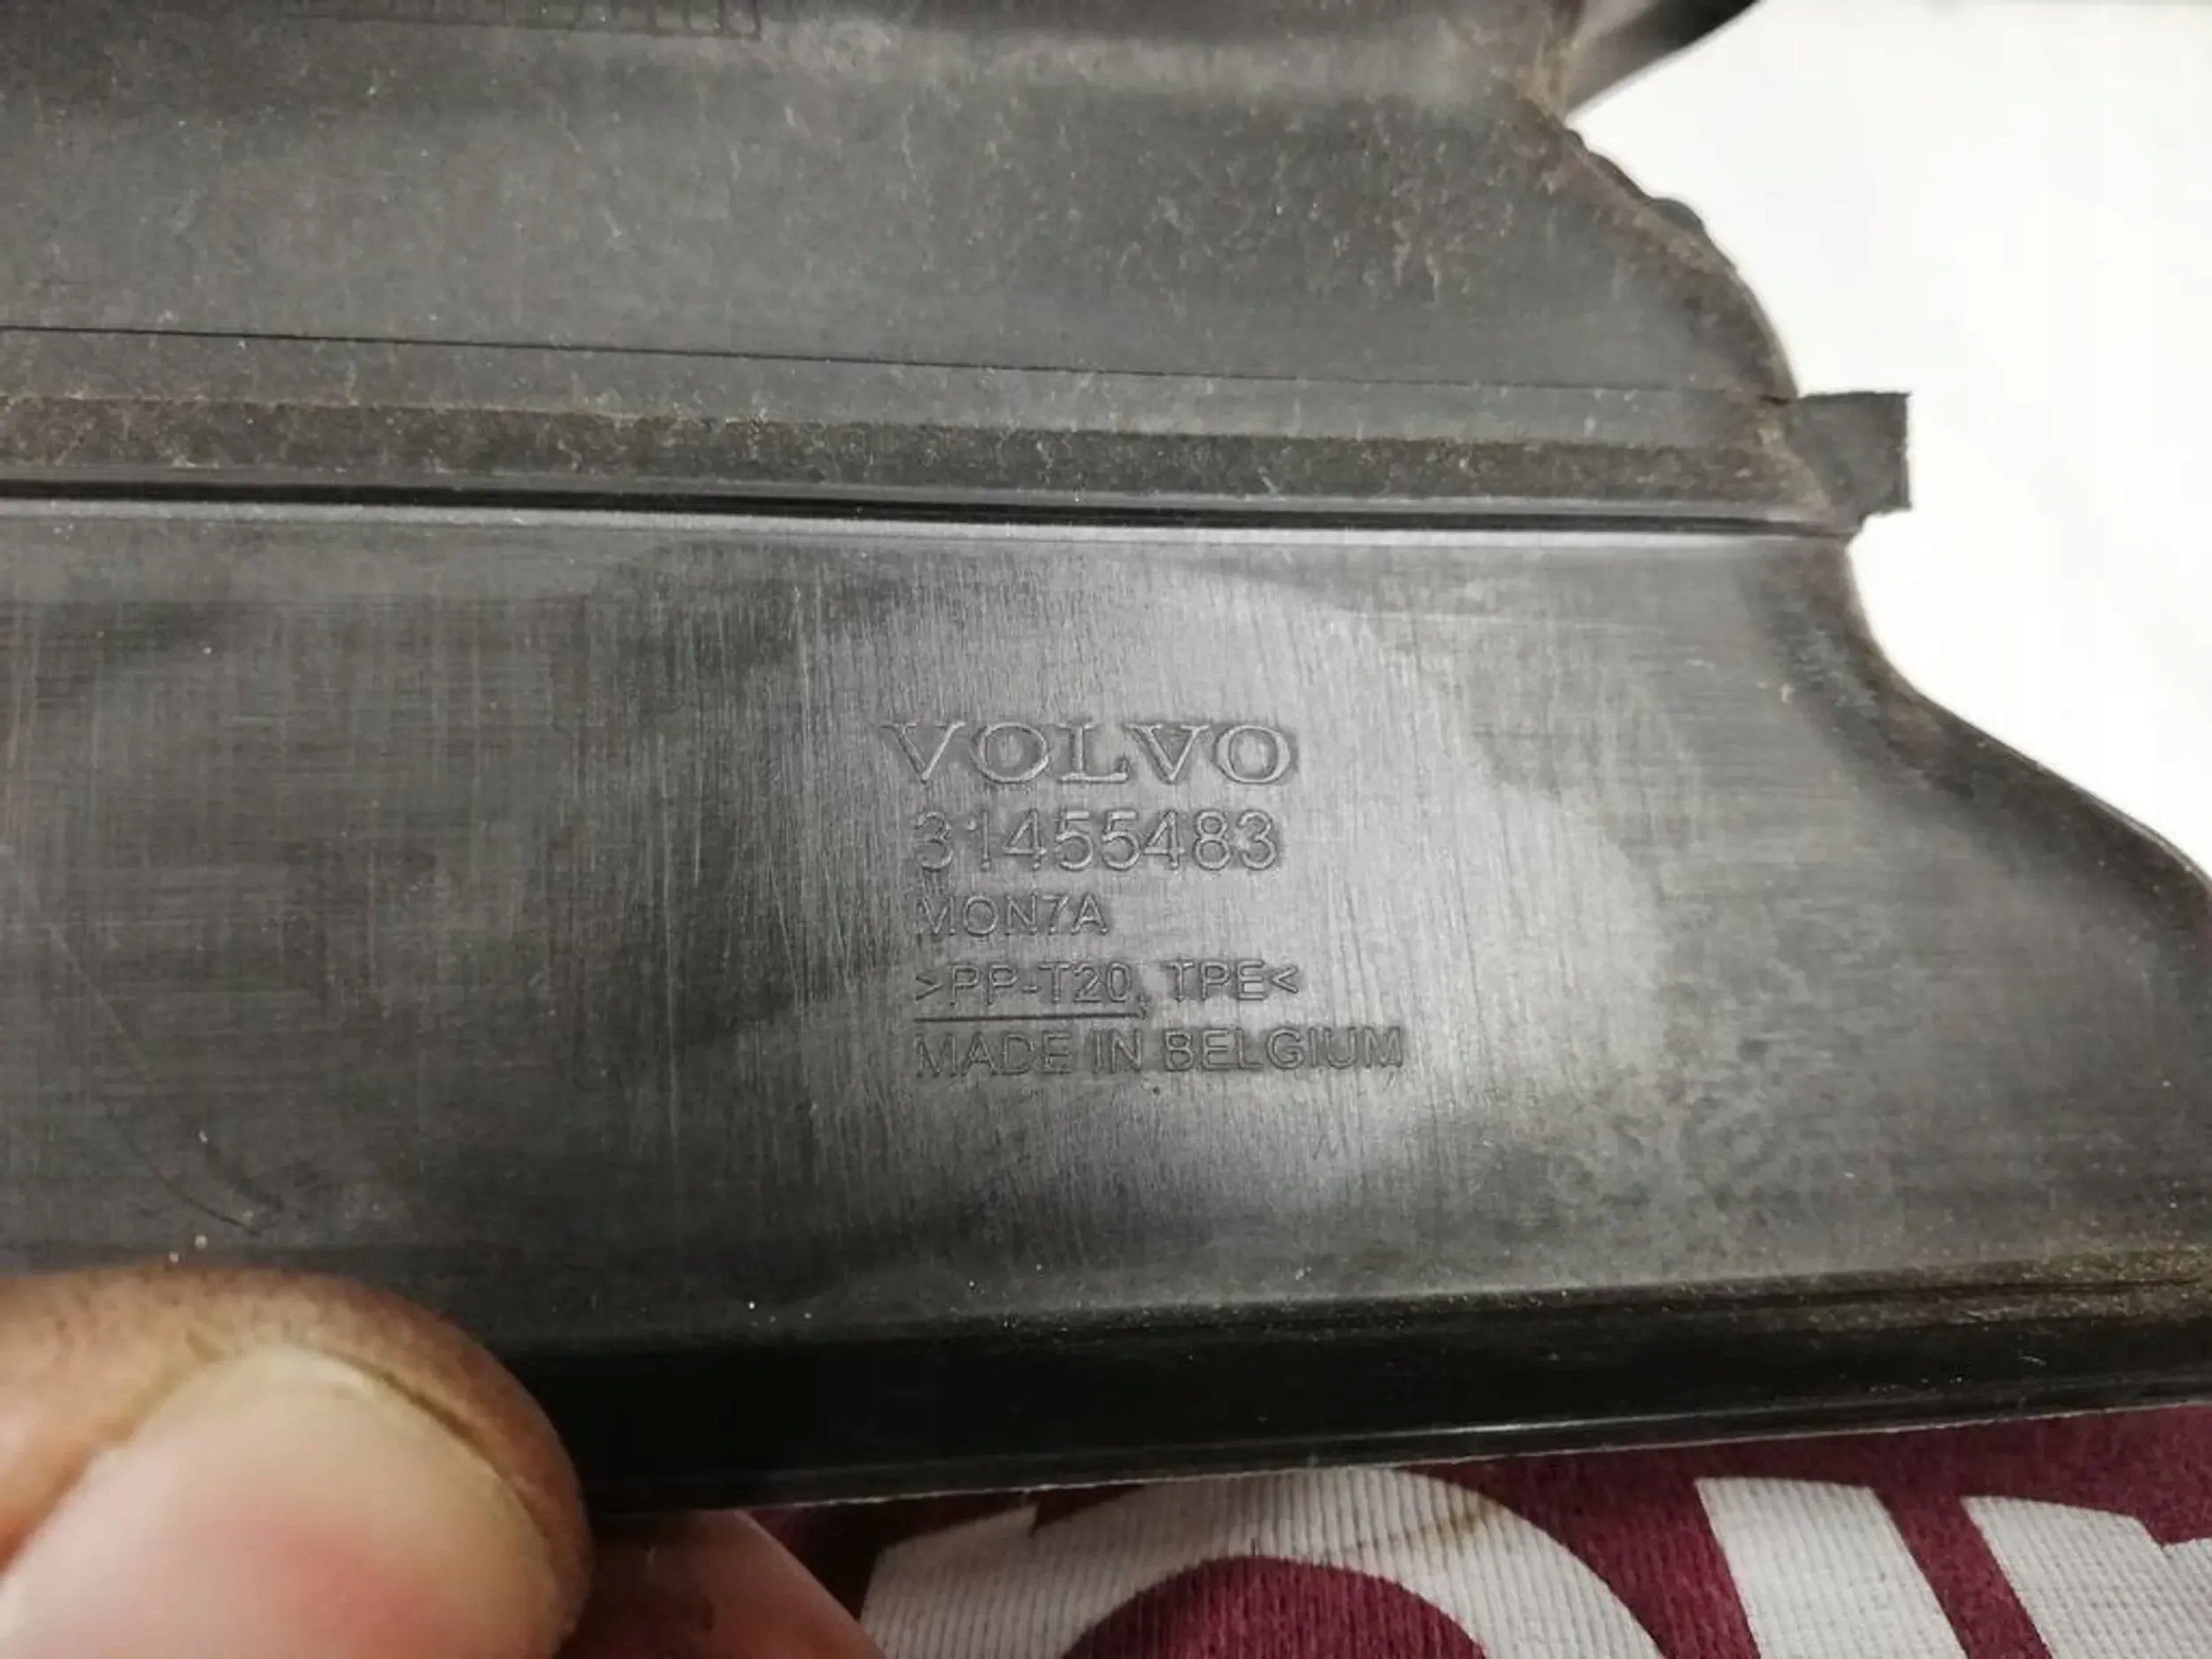 VOLVO
31455483
MON7A
>PP-T20, TPE<
MADE IN BELGIUM